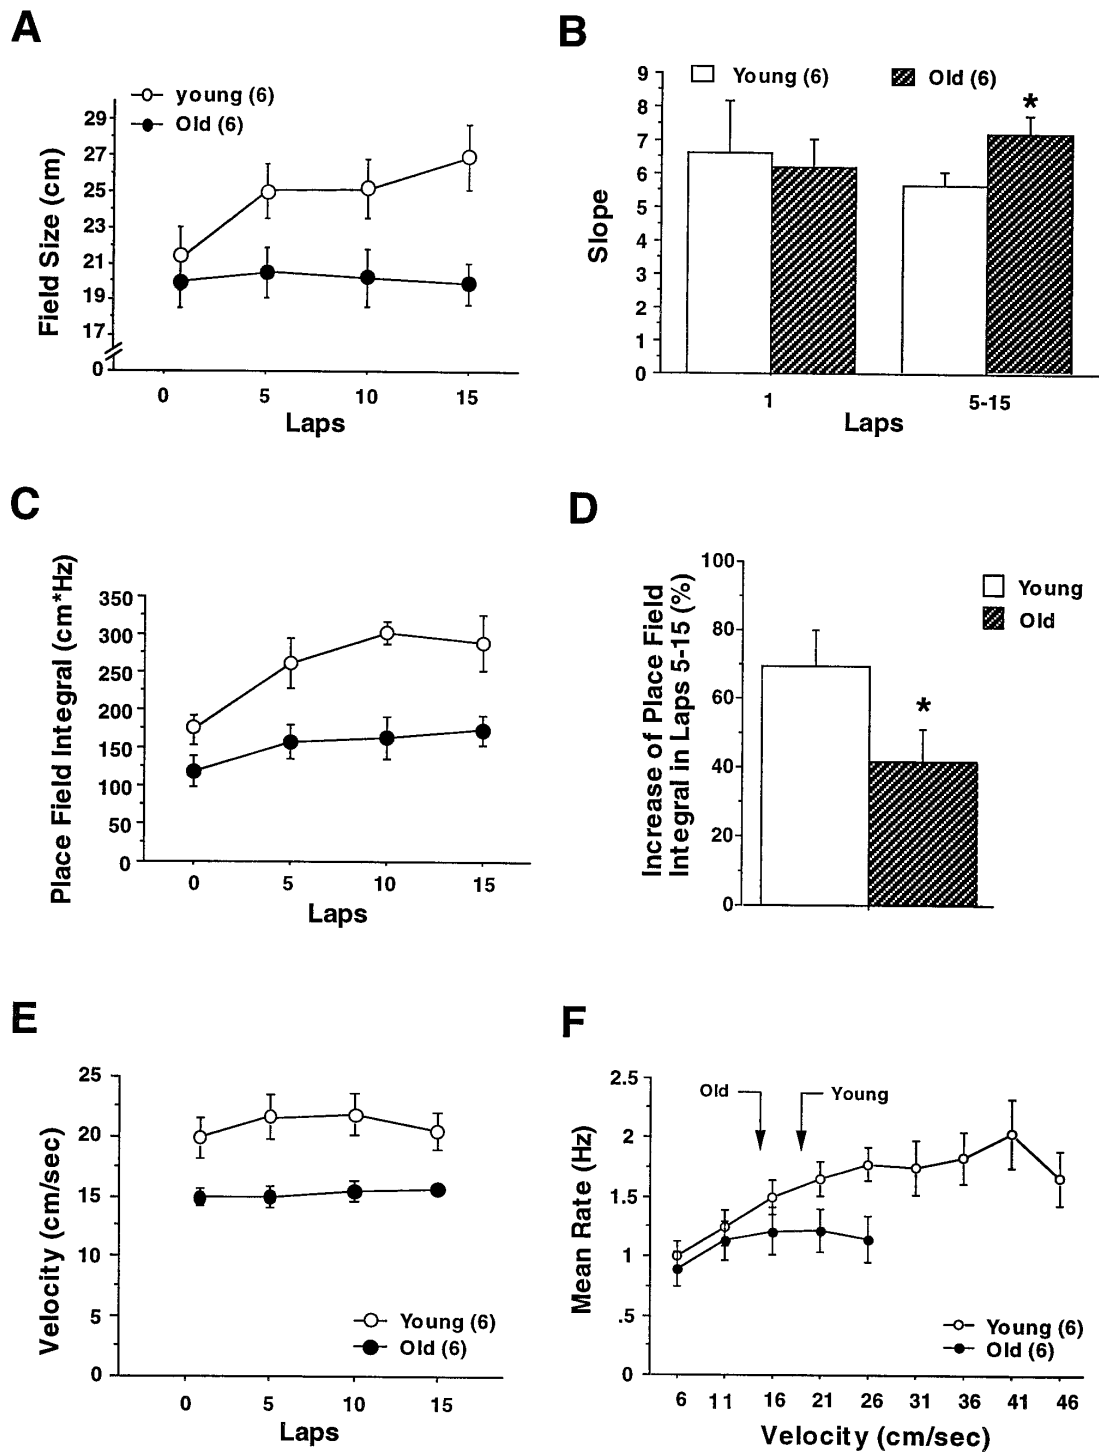 A
young (6)
Old (6)
29
27
25
23
21
19
17
0
Field Size (cm)
0 5 10 15
Laps
B
Young (6) Old (6)
9
8
7
6
5
4
3
2
1
0
Slope
*
1 5-15
Laps
C
350
300
250
200
150
100
50
0
Place Field Integral (cm*Hz)
0 5 10 15
Laps
D
100
80
60
40
20
0
Increase of Place Field
Integral in Laps 5-15 (%)
Young
Old
*
E
25
20
15
10
5
0
Velocity (cm/sec)
Young (6)
Old (6)
0 5 10 15
Laps
F
2.5
2
1.5
1
.5
0
Mean Rate (Hz)
Old Young
Young (6)
Old (6)
6 11 16 21 26 31 36 41 46
Velocity (cm/sec)